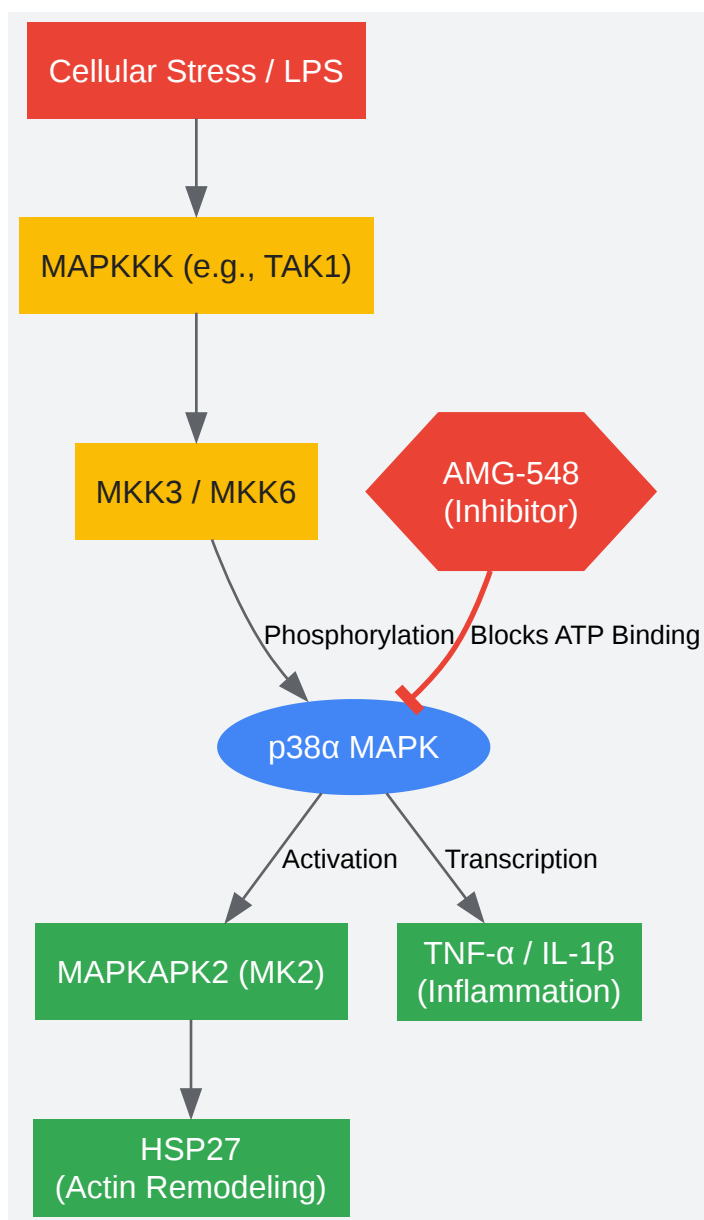 Cellular Stress / LPS
MAPKKK (e.g., TAK1)
MKK3 / MKK6
AMG-548
(Inhibitor)
Phosphorylation
Blocks ATP Binding
p38α MAPK
Activation
Transcription
MAPKAPK2 (MK2)
TNF-α / IL-1β
(Inflammation)
HSP27
(Actin Remodeling)